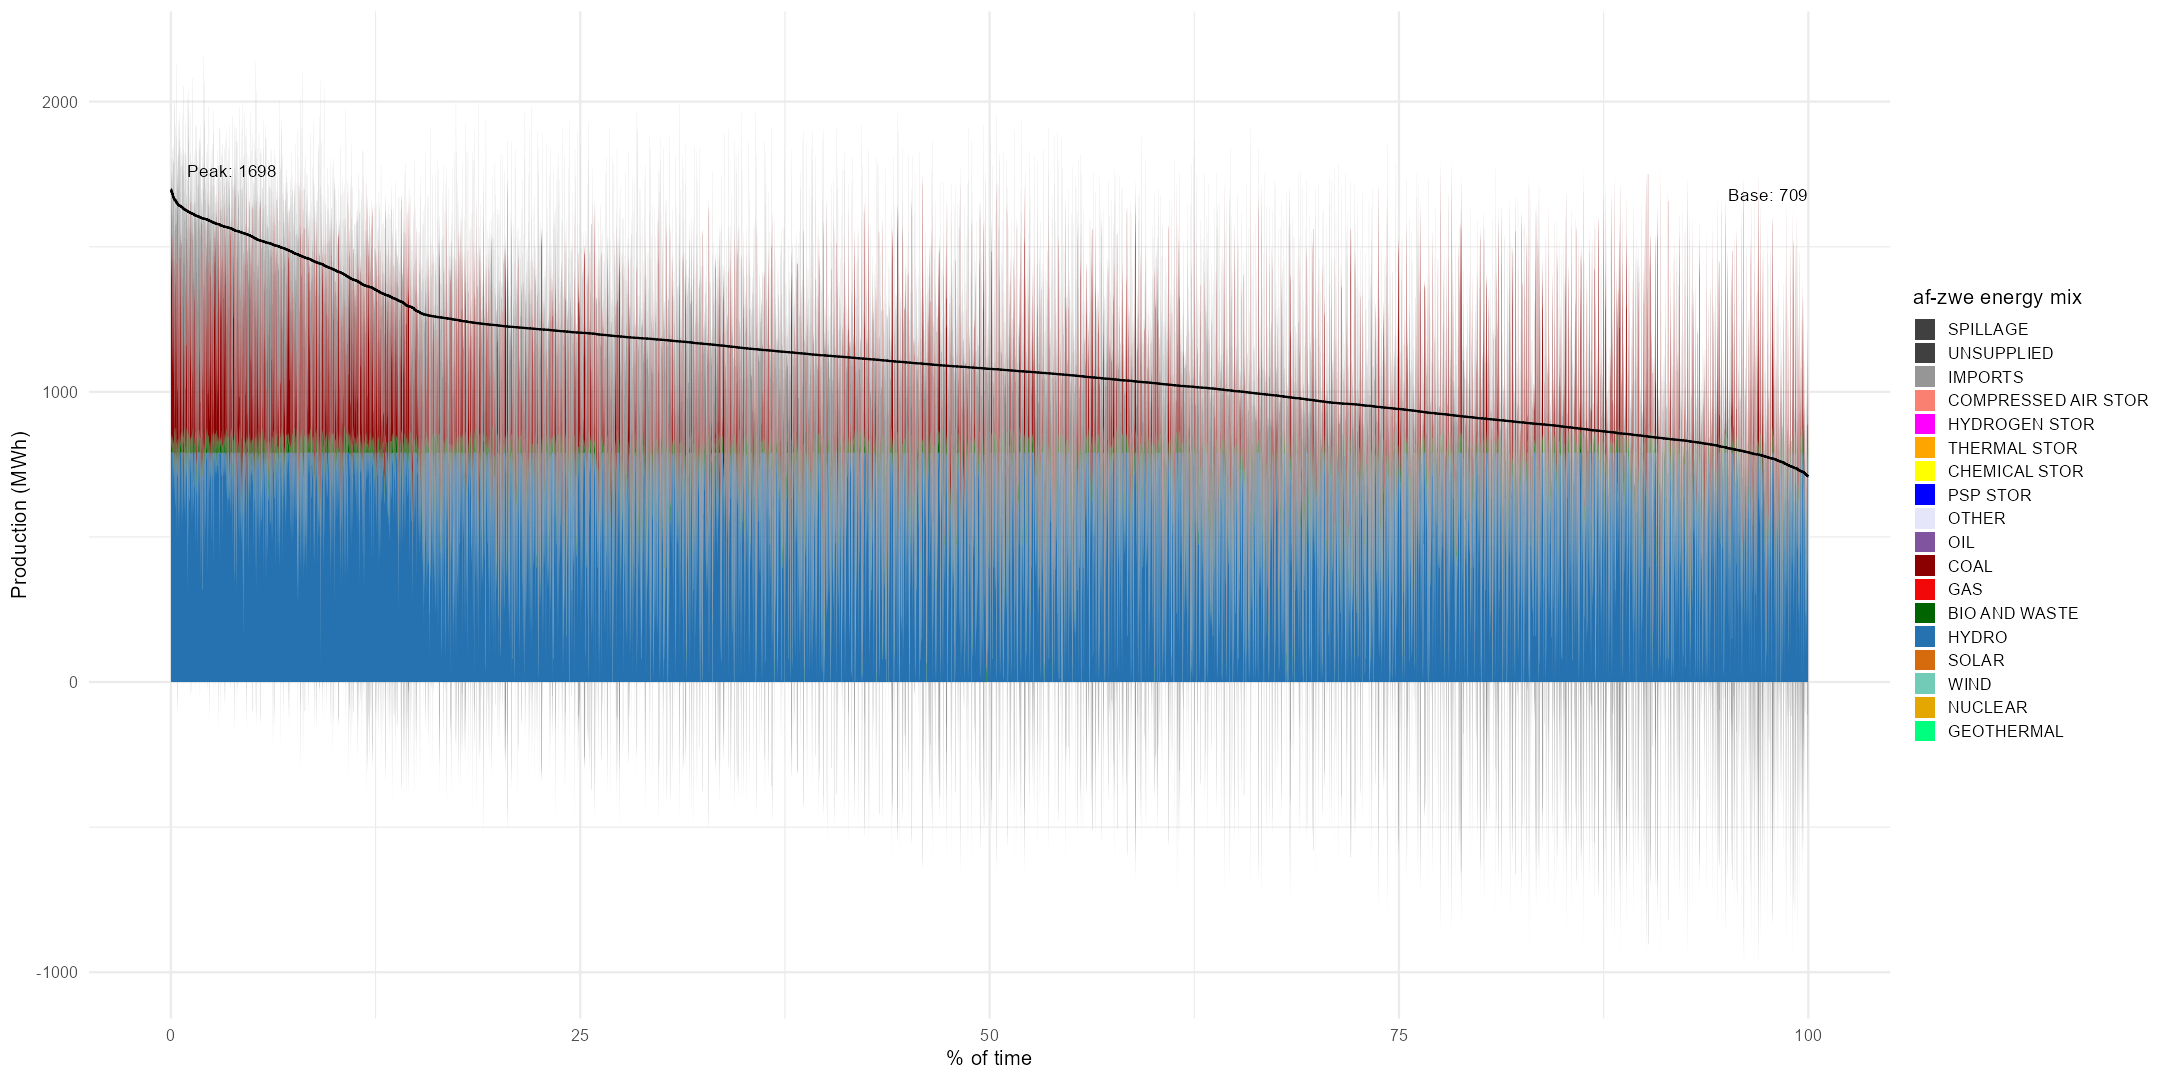 2000
1000
0
-1000
Production (MWh)
Peak: 1698
Base: 709
0
25
50
75
100
% of time
af-zwe energy mix
SPILLAGE
UNSUPPLIED
IMPORTS
COMPRESSED AIR STOR
HYDROGEN STOR
THERMAL STOR
CHEMICAL STOR
PSP STOR
OTHER
OIL
COAL
GAS
BIO AND WASTE
HYDRO
SOLAR
WIND
NUCLEAR
GEOTHERMAL